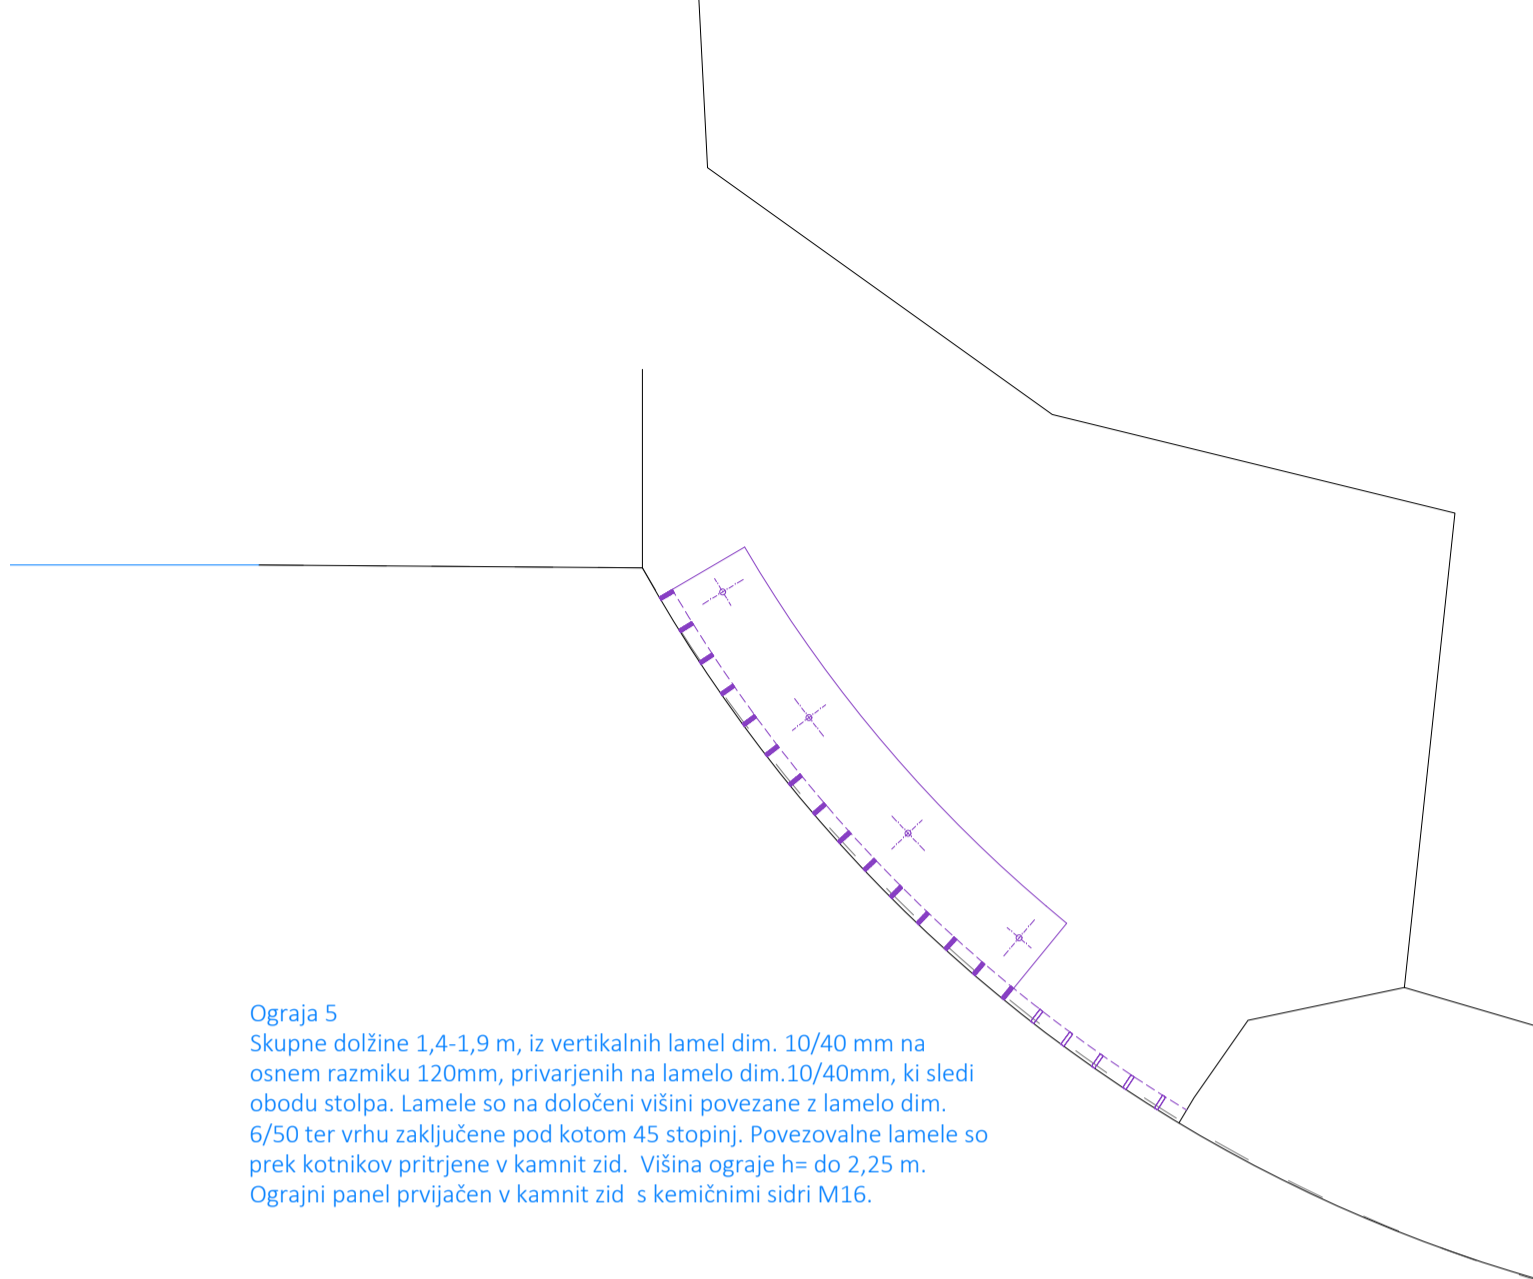 Ograja 5
Skupne dolžine 1,4-1,9 m, iz vertikalnih lamel dim. 10/40 mm na
osnem razmiku 120mm, privarjenih na lamelo dim.10/40mm, ki sledi
obodu stolpa. Lamele so na določeni višini povezane z lamelo dim.
6/50 ter vrhu zaključene pod kotom 45 stopinj. Povezovalne lamele so
prek kotnikov pritrjene v kamnit zid.  Višina ograje h= do 2,25 m.
Ograjni panel prvijačen v kamnit zid  s kemičnimi sidri M16.